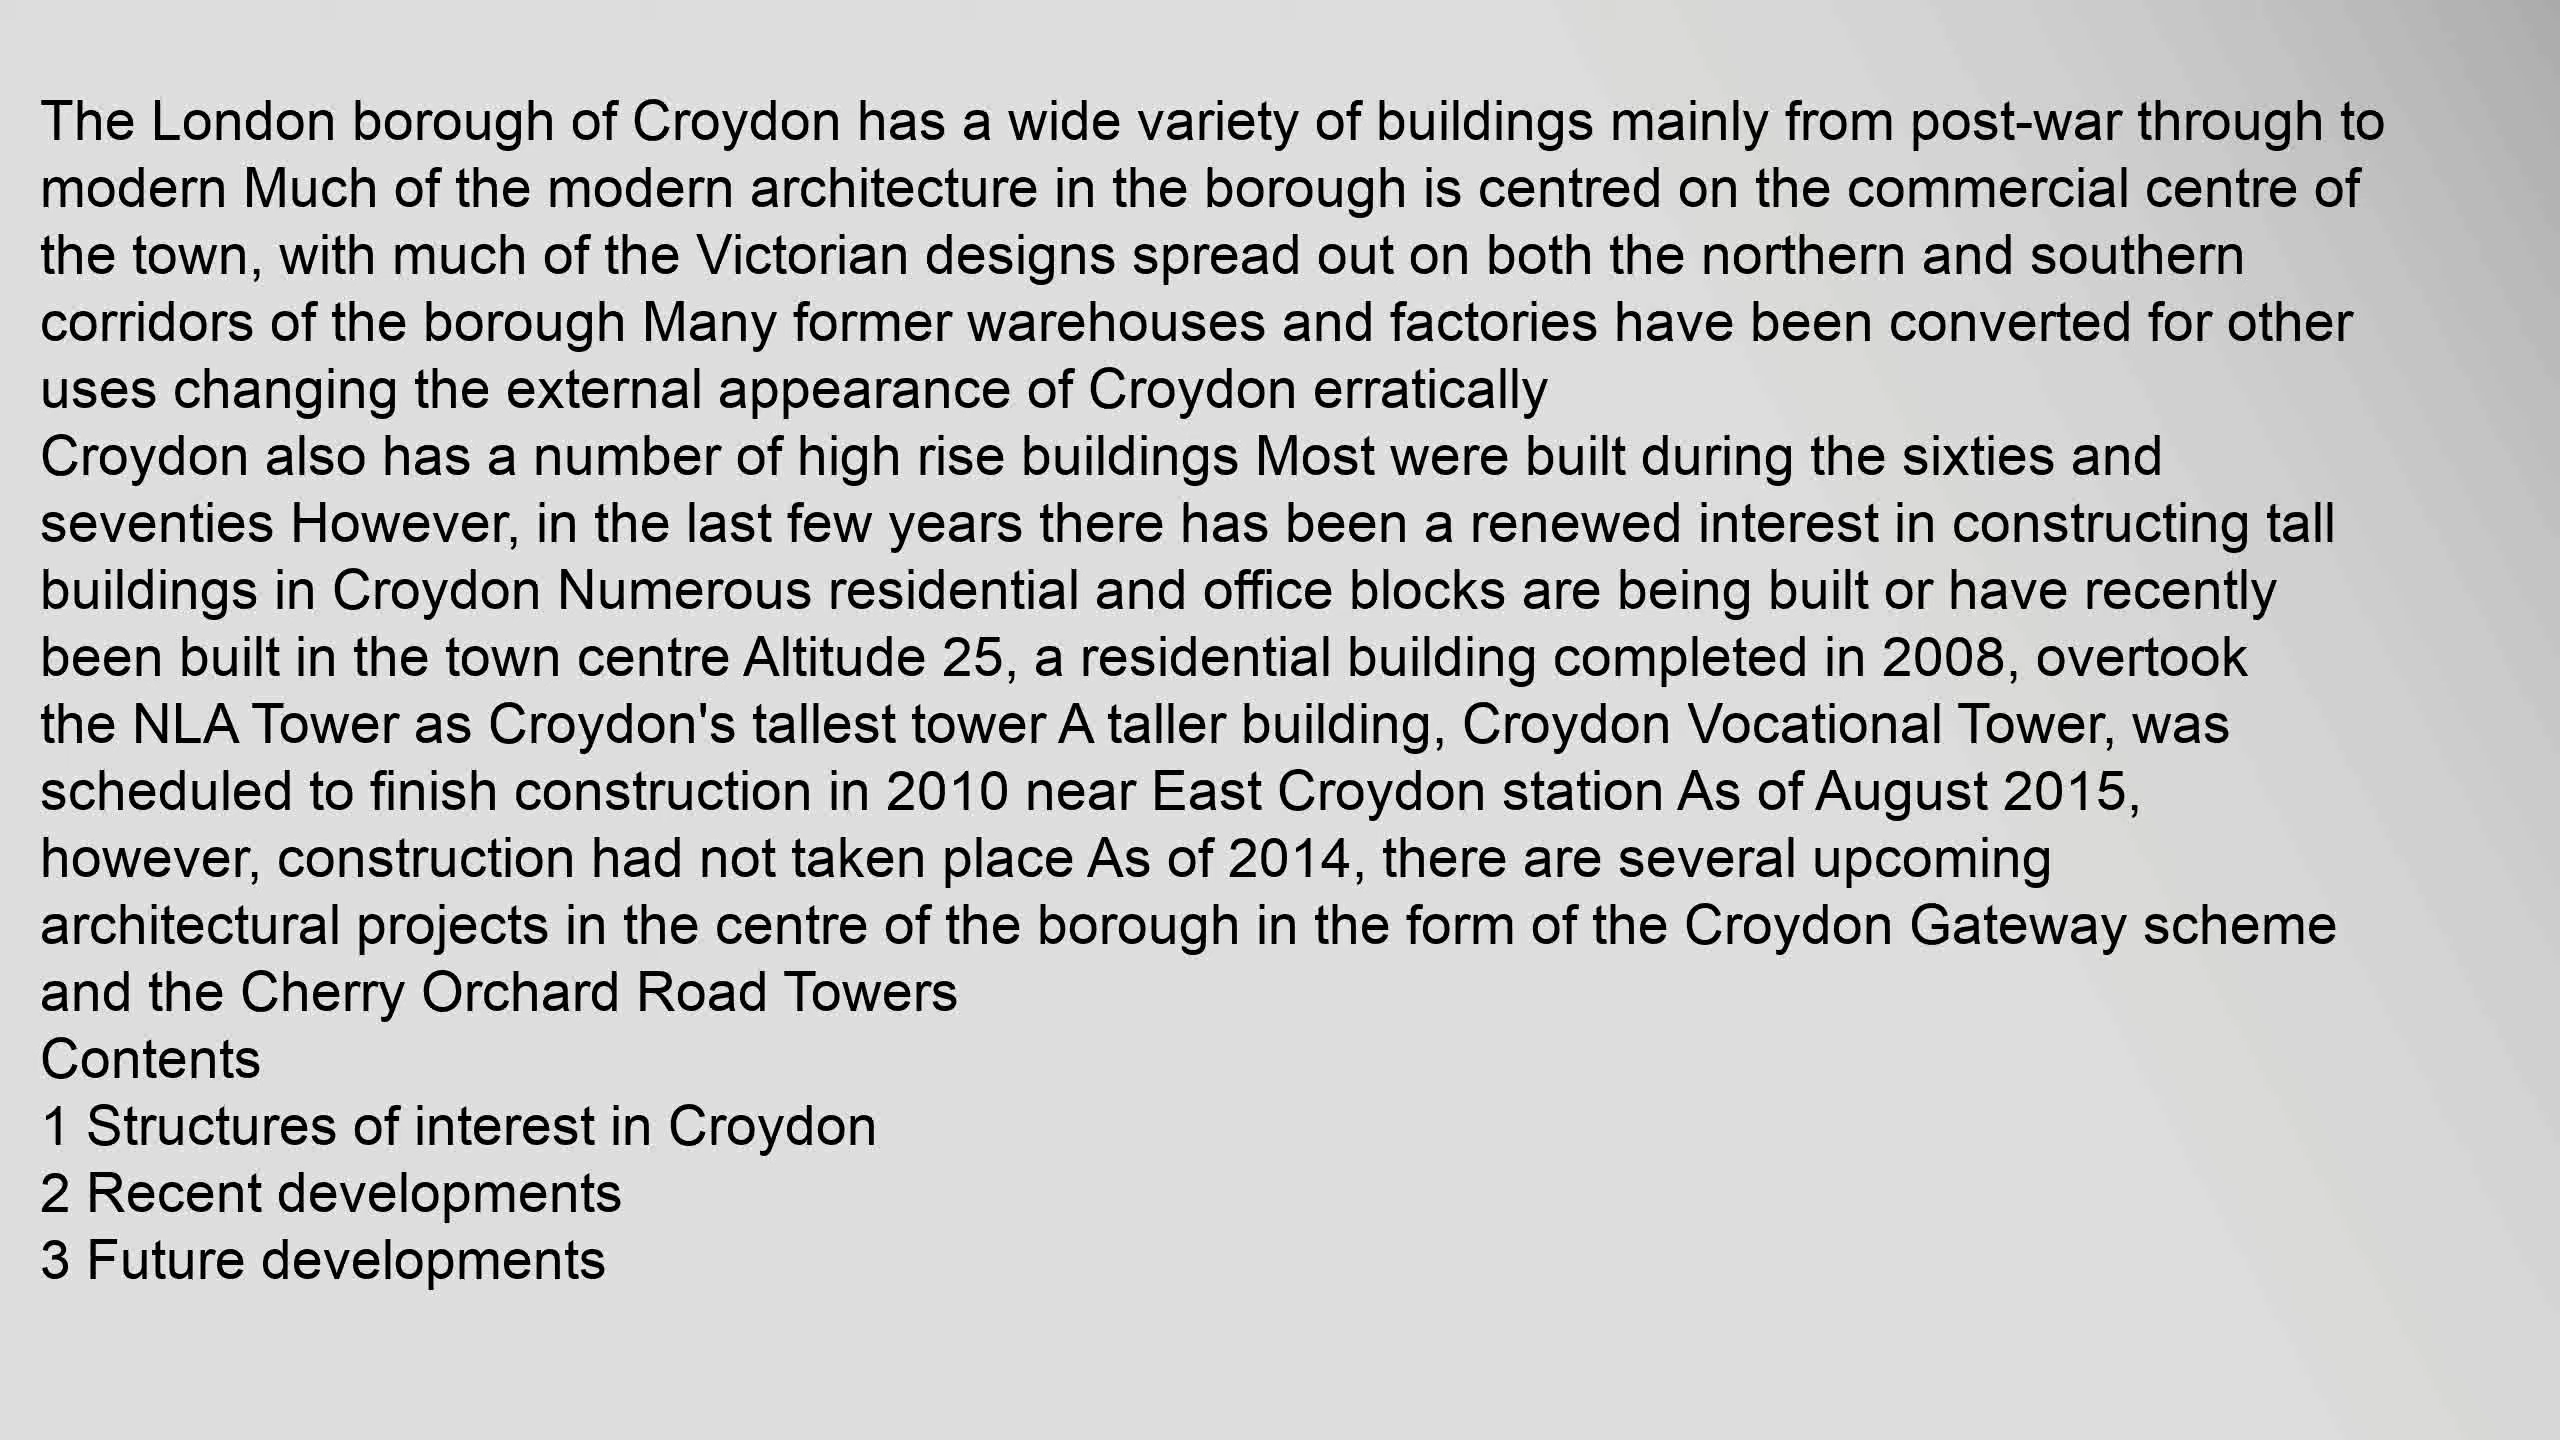 The London borough of Croydon has a wide variety of buildings mainly from post-war through to
modern Much of the modern architecture in the borough is centred on the commercial centre of
the town, with much of the Victorian designs spread out on both the northern and southern
corridors of the borough Many former warehouses and factories have been converted for other
uses changing the external appearance of Croydon erratically
Croydon also has a number of high rise buildings Most were built during the sixties and
seventies However, in the last few years there has been a renewed interest in constructing tall
buildings in Croydon Numerous residential and office blocks are being built or have recently
been built in the town centre Altitude 25, a residential building completed in 2008, overtook
the NLA Tower as Croydon's tallest tower A taller building, Croydon Vocational Tower, was
scheduled to finish construction in 2010 near East Croydon station As of August 2015,
however, construction had not taken place As of 2014, there are several upcoming
architectural projects in the centre of the borough in the form of the Croydon Gateway scheme
and the Cherry Orchard Road Towers
Contents
1 Structures of interest in Croydon
2 Recent developments
3 Future developments